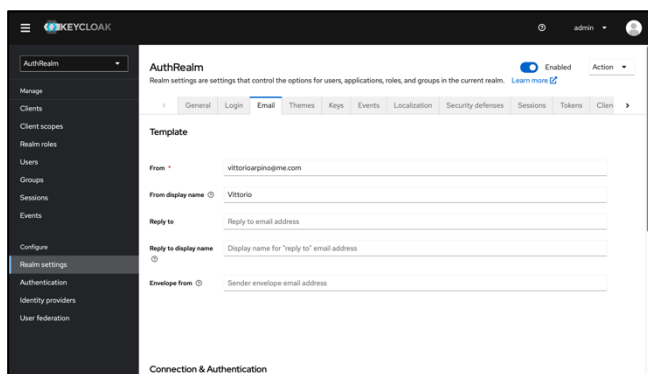 KEYCLOAK
admin
AuthRealm
Manage
Clients
Client scopes
Realm roles
Users
Groups
Sessions
Events
Configure
Realm settings
Authentication
Identity providers
User federation
AuthRealm
Enabled
Action
Realm settings are settings that control the options for users, applications, roles, and groups in the current realm. Learn more
General Login Email Themes Keys Events Localization Security defenses Sessions Tokens Clien
Template
From * vittorioarpino@me.com
From display name Vittorio
Reply to Reply to email address
Reply to display name Display name for "reply to" email address
Envelope from Sender envelope email address
Connection & Authentication